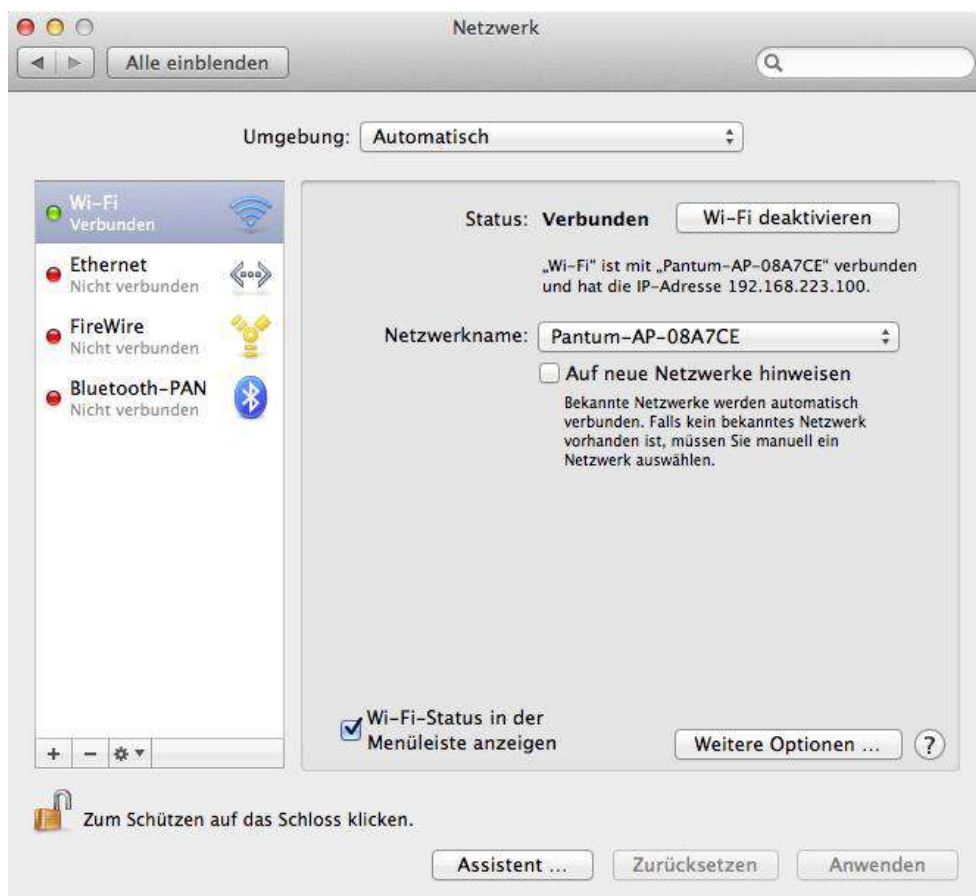 Netzwerk
Alle einblenden
Umgebung: Automatisch
Wi-Fi
Verbunden
Ethernet
Nicht verbunden
FireWire
Nicht verbunden
Bluetooth-PAN
Nicht verbunden
Status: Verbunden Wi-Fi deaktivieren
„Wi-Fi“ ist mit „Pantum-AP-08A7CE“ verbunden
und hat die IP-Adresse 192.168.223.100.
Netzwerkname: Pantum-AP-08A7CE
Auf neue Netzwerke hinweisen
Bekannte Netzwerke werden automatisch
verbunden. Falls kein bekanntes Netzwerk
vorhanden ist, müssen Sie manuell ein
Netzwerk auswählen.
Wi-Fi-Status in der
Menüleiste anzeigen
Weitere Optionen ... ?
Zum Schützen auf das Schloss klicken.
Assistent ... Zurücksetzen Anwenden